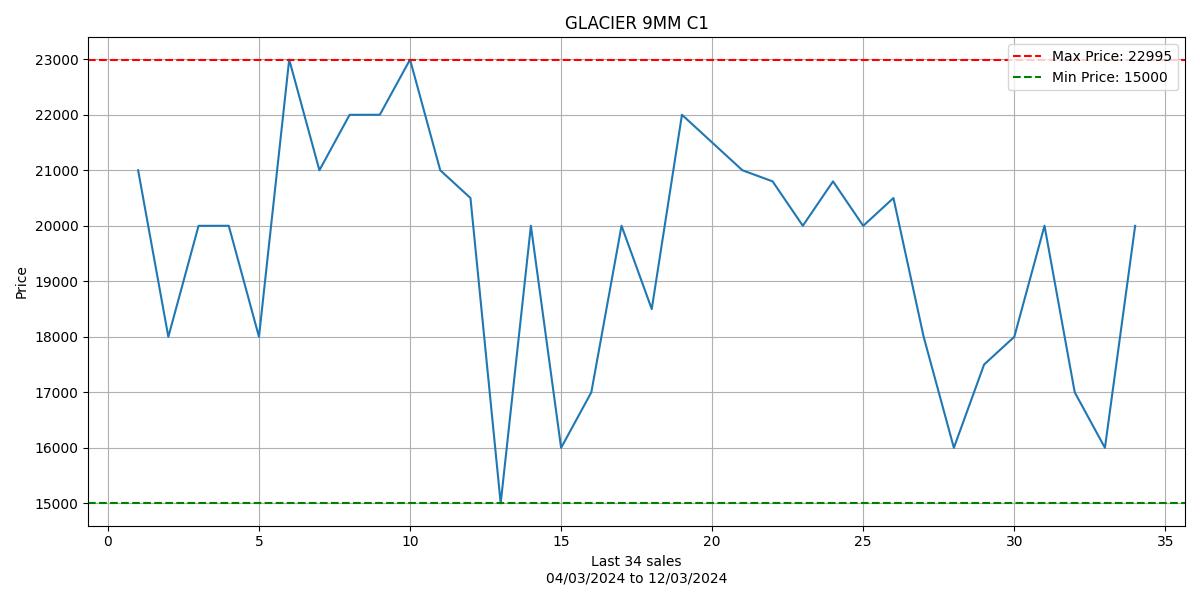 GLACIER 9MM C1
Max Price: 22995
Min Price: 15000
Price
23000
22000
21000
20000
19000
18000
17000
16000
15000
0 5 10 15 20 25 30 35
Last 34 sales
04/03/2024 to 12/03/2024